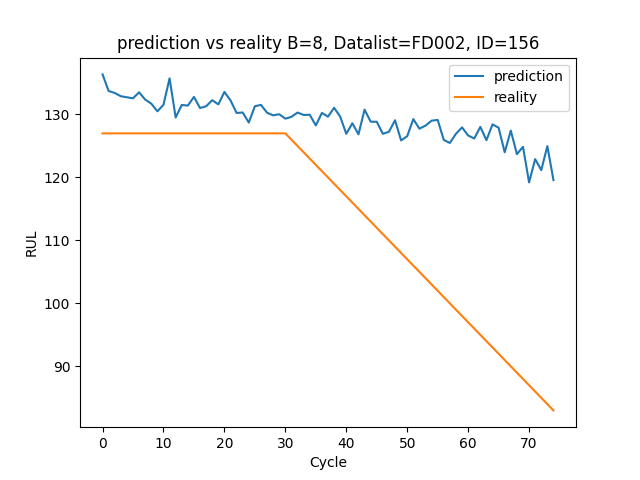 prediction vs reality B=8, Datalist=FD002, ID=156
prediction
reality
RUL
130
120
110
100
90
0 10 20 30 40 50 60 70
Cycle